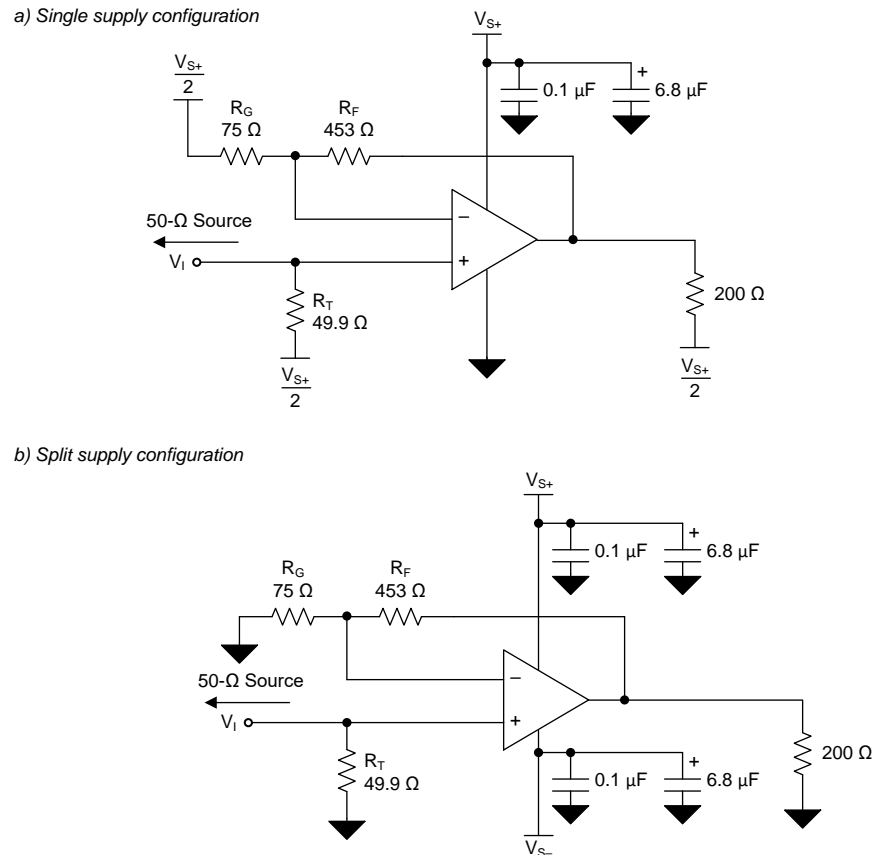 a) Single supply configuration
V_S+
V_S+
2
0.1 µF
+
6.8 µF
R_G
75 Ω
R_F
453 Ω
50-Ω Source
V_I
−
+
R_T
49.9 Ω
200 Ω
V_S+
2
V_S+
2
b) Split supply configuration
V_S+
0.1 µF
+
6.8 µF
R_G
75 Ω
R_F
453 Ω
50-Ω Source
V_I
−
+
R_T
49.9 Ω
0.1 µF
+
6.8 µF
200 Ω
V_S−